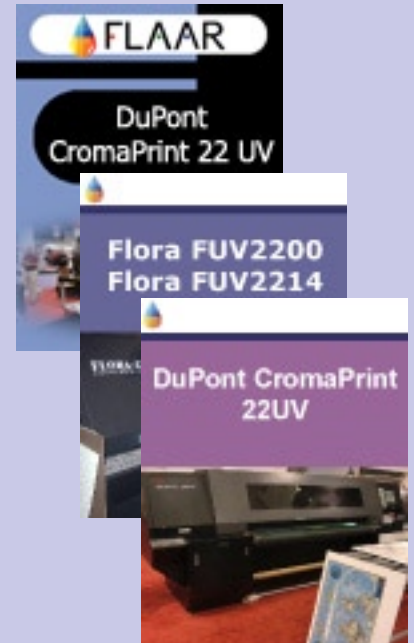 FLAAR
DuPont
CromaPrint 22 UV
Flora FUV2200
Flora FUV2214
DuPont CromaPrint
22UV